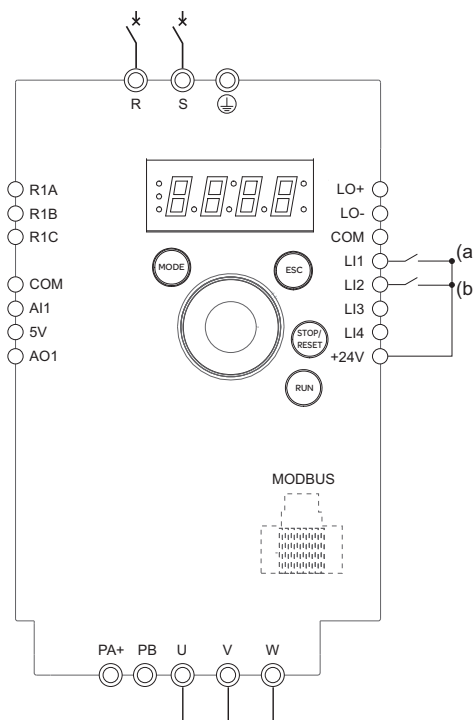 R S
R1A
R1B
R1C
COM
AI1
5V
AO1
LO+
LO-
COM
LI1
LI2
LI3
LI4
+24V
(a
(b
MODE
ESC
STOP/
RESET
RUN
MODBUS
PA+ PB U V W